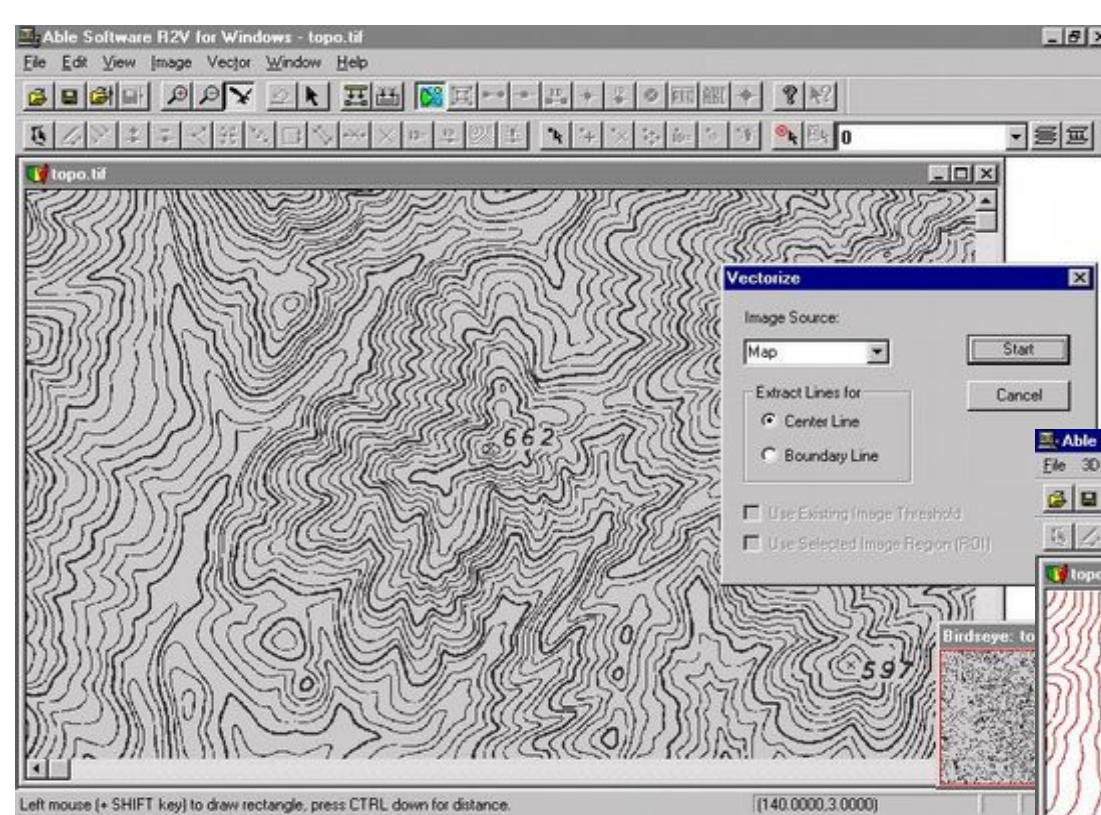 Able Software R2V for Windows - topo.tif
File Edit View Image Vector Window Help
0
topo.tif
Vectorize
Image Source:
Map
Start
Extract Lines for
Cancel
Center Line
Boundary Line
Use Existing Image Threshold
Use Selected Image Region (ROI)
662
597
Able
File 3D
topo
Birdseye: to
Left mouse (+ SHIFT key) to draw rectangle, press CTRL down for distance.
(140.0000,3.0000)